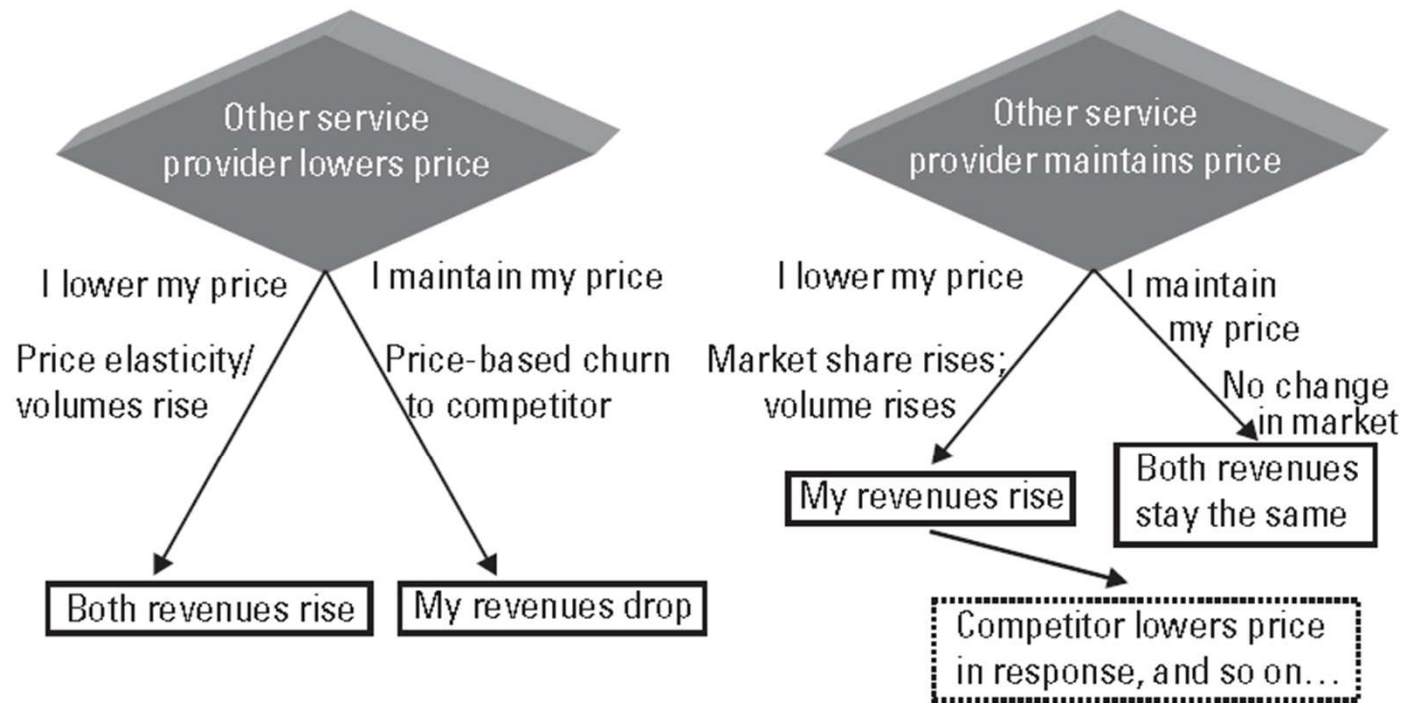 Other service
provider lowers price
I lower my price
I maintain my price
Price elasticity/
volumes rise
Price-based churn
to competitor
Both revenues rise
My revenues drop
Other service
provider maintains price
I lower my price
I maintain
my price
Market share rises;
volume rises
No change
in market
My revenues rise
Both revenues
stay the same
Competitor lowers price
in response, and so on...